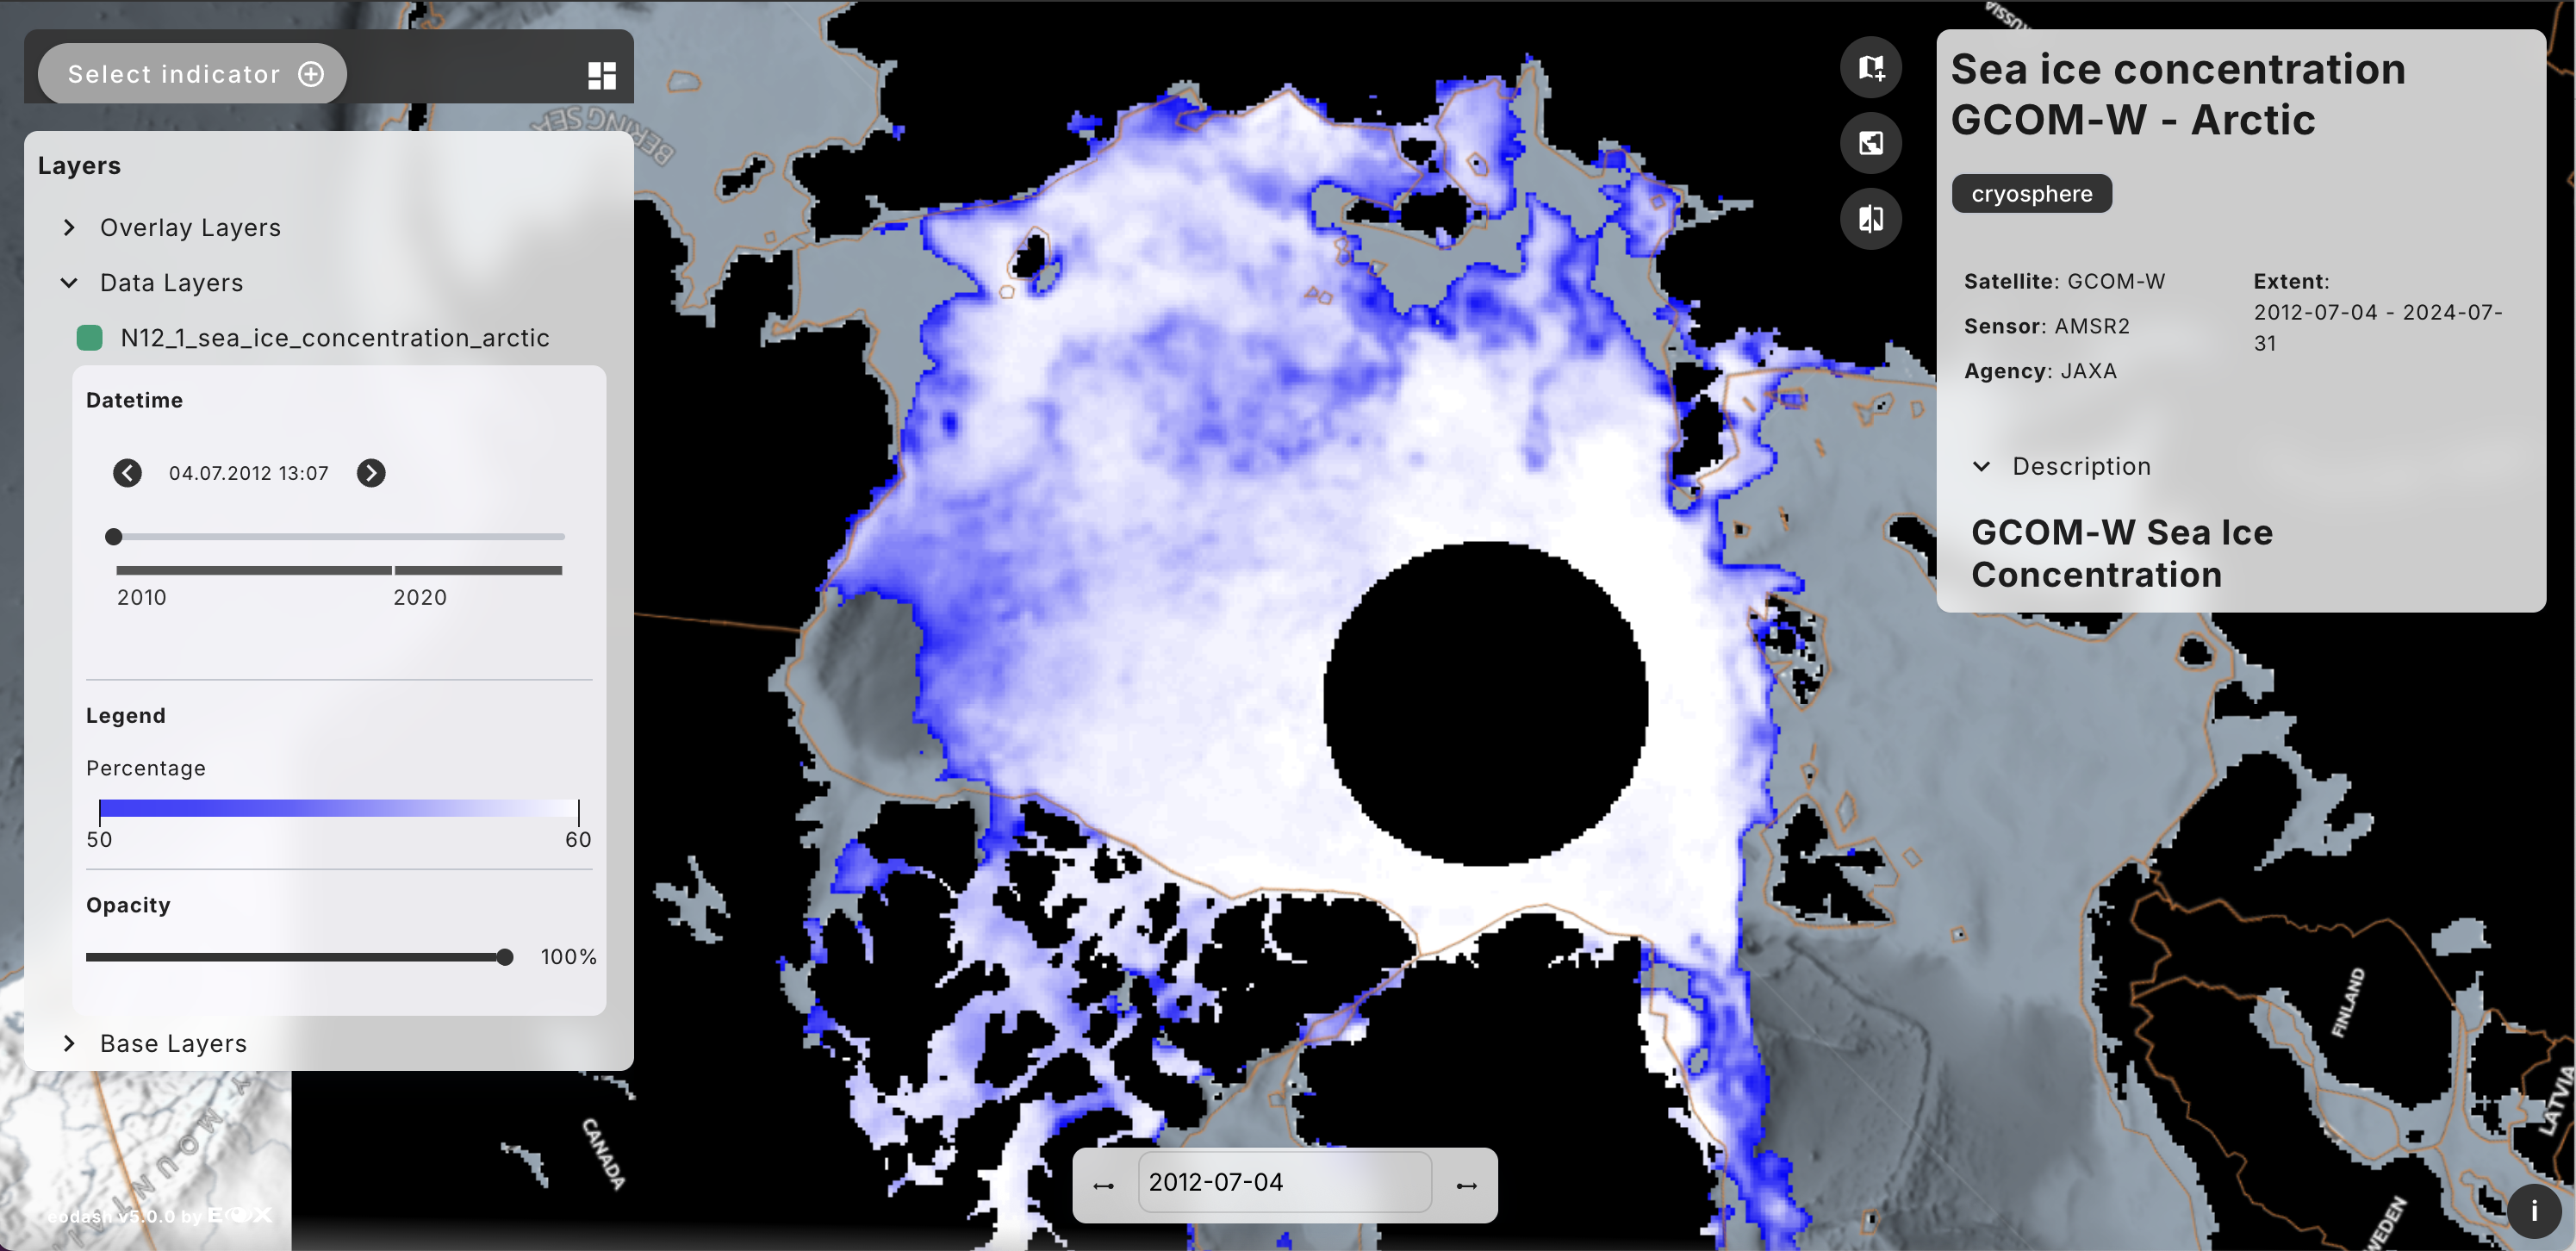 Select indicator
Layers
Overlay Layers
Data Layers
N12_1_sea_ice_concentration_arctic
Datetime
04.07.2012 13:07
2010
2020
Legend
Percentage
50
60
Opacity
100%
Base Layers
eodash v5.0.0 by EOX
BERING SEA
RUSSIA
CANADA
2012-07-04
Sea ice concentration
GCOM-W - Arctic
cryosphere
Satellite: GCOM-W
Sensor: AMSR2
Agency: JAXA
Extent:
2012-07-04 - 2024-07-
31
Description
GCOM-W Sea Ice
Concentration
FINLAND
LATVIA
WEDEN
i